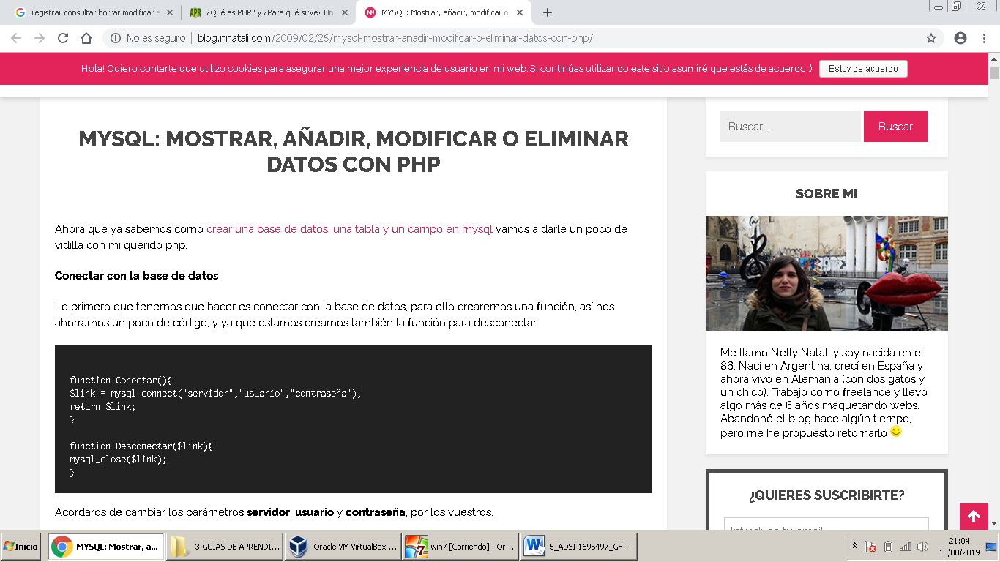 registrar consultar borrar modificar e
¿Qué es PHP? y ¿Para qué sirve? Un
MYSQL: Mostrar, añadir, modificar o
No es seguro | blog.nnatali.com/2009/02/26/mysql-mostrar-anadir-modificar-o-eliminar-datos-con-php/
Hola! Quiero contarte que utilizo cookies para asegurar una mejor experiencia de usuario en mi web. Si continúas utilizando este sitio asumiré que estás de acuerdo :)
Estoy de acuerdo
MYSQL: MOSTRAR, AÑADIR, MODIFICAR O ELIMINAR
DATOS CON PHP
Ahora que ya sabemos como crear una base de datos, una tabla y un campo en mysql vamos a darle un poco de
vidilla con mi querido php.
Conectar con la base de datos
Lo primero que tenemos que hacer es conectar con la base de datos, para ello crearemos una función, así nos
ahorramos un poco de código, y ya que estamos creamos también la función para desconectar.
function Conectar(){
$link = mysql_connect("servidor","usuario","contraseña");
return $link;
}
function Desconectar($link){
mysql_close($link);
}
Acordaros de cambiar los parámetros servidor, usuario y contraseña, por los vuestros.
Buscar ...
Buscar
SOBRE MI
Me llamo Nelly Natali y soy nacida en el
86. Nací en Argentina, crecí en España y
ahora vivo en Alemania (con dos gatos y
un chico). Trabajo como freelance y llevo
algo más de 6 años maquetando webs.
Abandoné el blog hace algún tiempo,
pero me he propuesto retomarlo
¿QUIERES SUSCRIBIRTE?
Introduce tu email
Inicio
MYSQL: Mostrar, a...
3.GUIAS DE APRENDI...
Oracle VM VirtualBox ...
win7 [Corriendo] - Or...
5_ADSI 1695497_GF...
21:04
15/08/2019